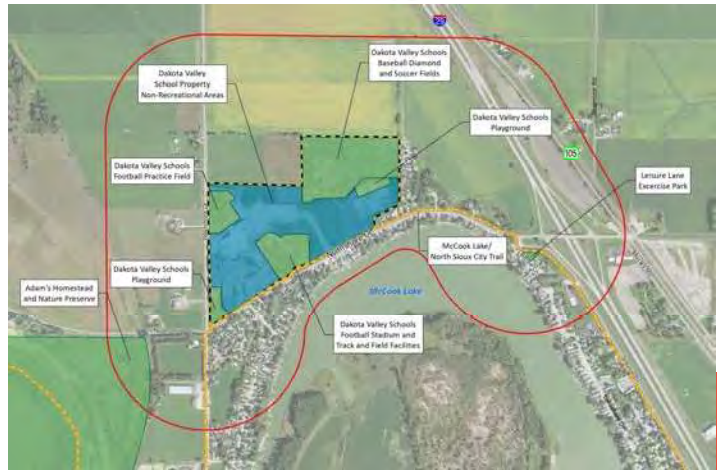 29
Dakota Valley Schools
Baseball Diamond
and Soccer Fields
Dakota Valley
School Property
Non-Recreational Areas
Dakota Valley Schools
Playground
105
Dakota Valley Schools
Football Practice Field
Leisure Lane
Excercise Park
McCook Lake/
North Sioux City Trail
Dakota Valley Schools
Playground
Adam's Homestead
and Nature Preserve
McCook Lake
Dakota Valley Schools
Football Stadium and
Track and Field Facilities